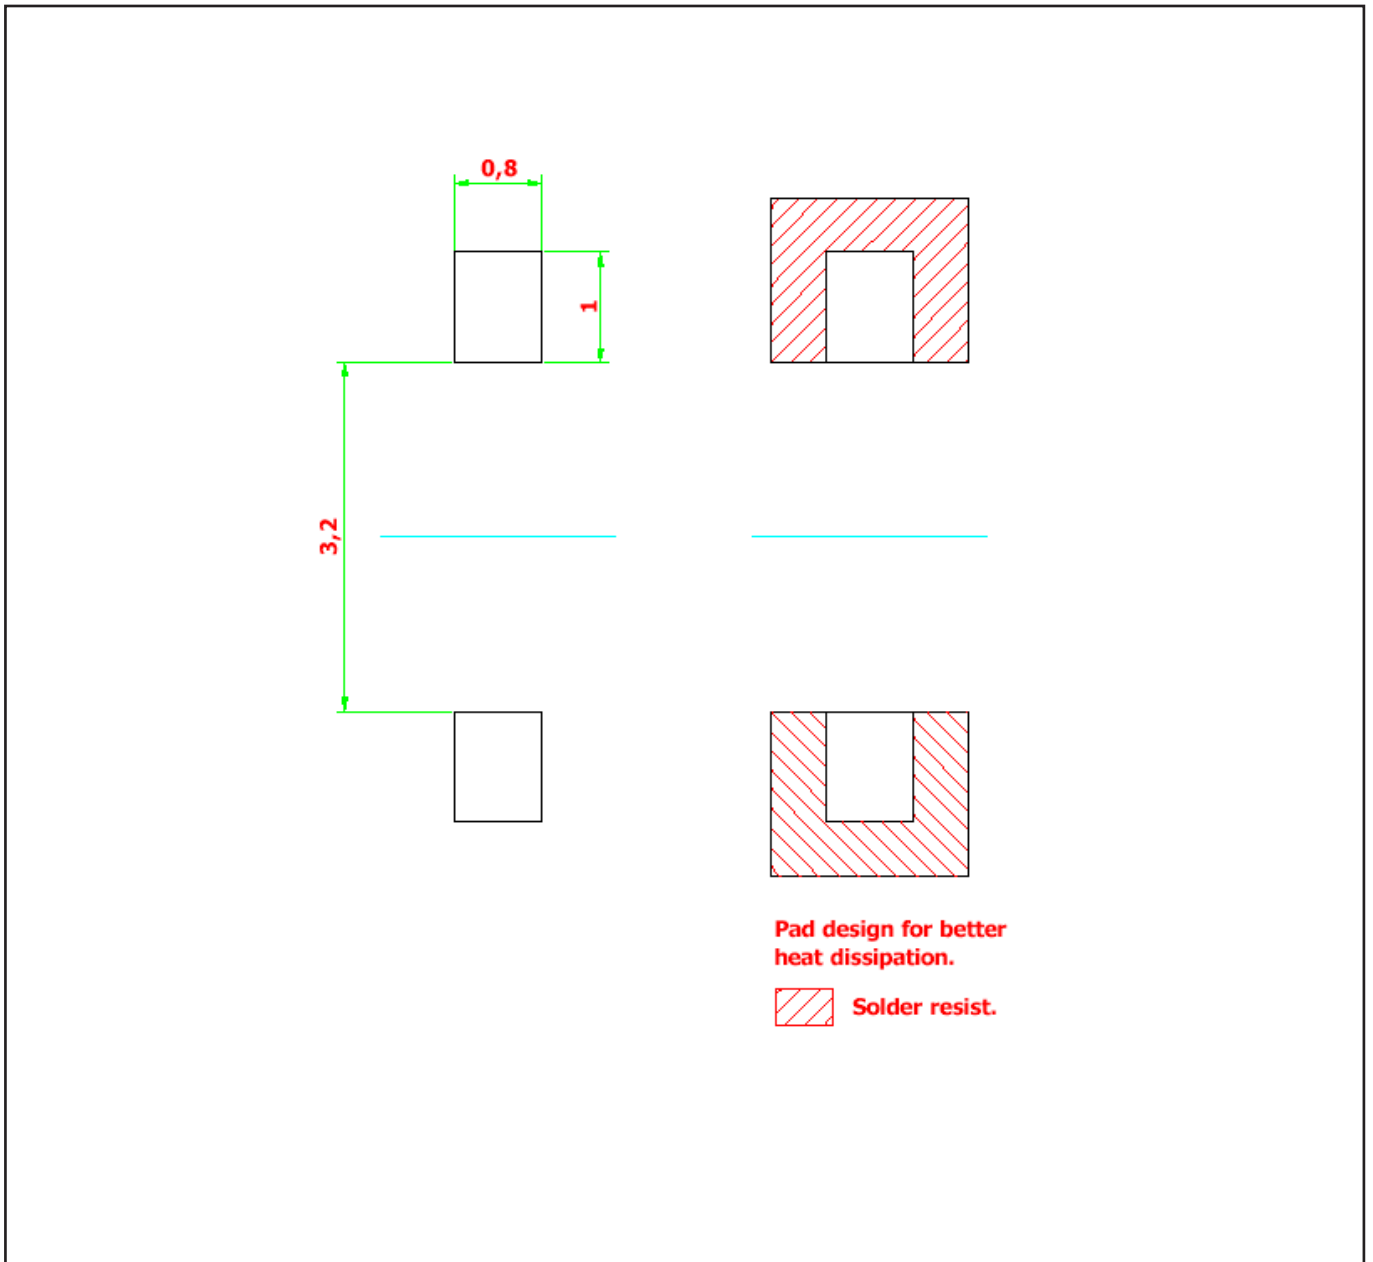 0,8
1
3,2
Pad design for better
heat dissipation.
Solder resist.